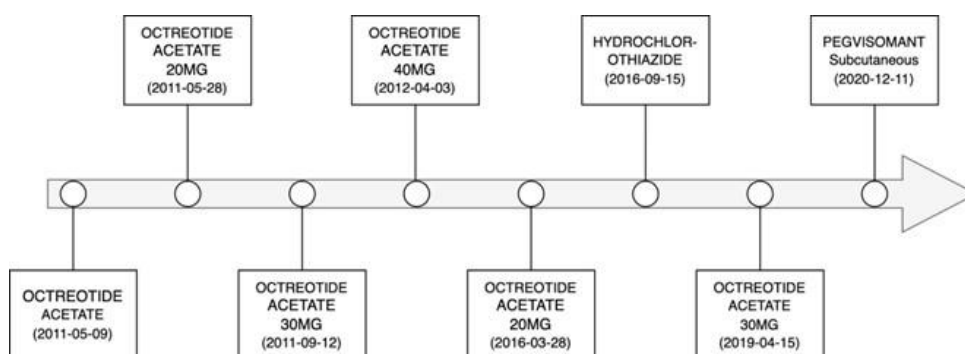 OCTREOTIDE
ACETATE
20MG
(2011-05-28)
OCTREOTIDE
ACETATE
40MG
(2012-04-03)
HYDROCHLOR-
OTHIAZIDE
(2016-09-15)
PEGVISOMANT
Subcutaneous
(2020-12-11)
OCTREOTIDE
ACETATE
(2011-05-09)
OCTREOTIDE
ACETATE
30MG
(2011-09-12)
OCTREOTIDE
ACETATE
20MG
(2016-03-28)
OCTREOTIDE
ACETATE
30MG
(2019-04-15)